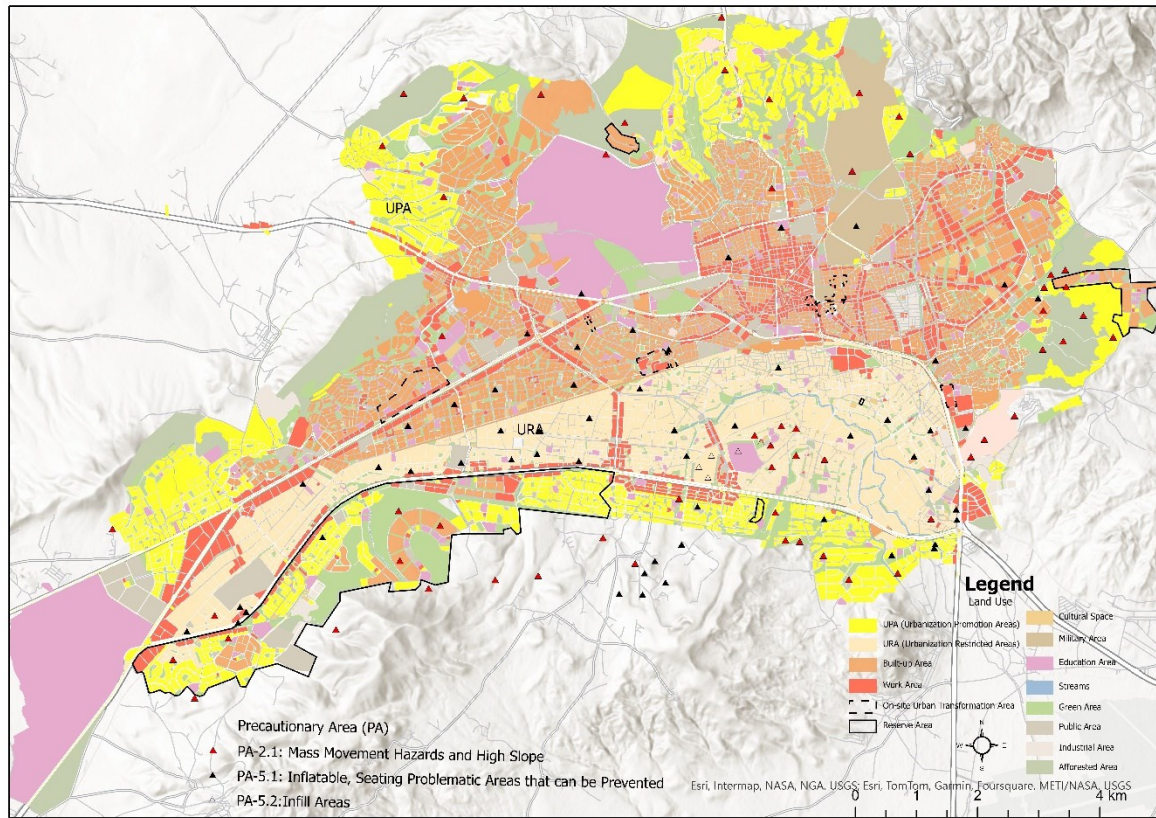 UPA
URA
Legend
Land Use
UPA (Urbanization Promotion Areas)
URA (Urbanization Restricted Areas)
Built-up Area
Work Area
On-site Urban Transformation Area
Reserve Area
Cultural Space
Military Area
Education Area
Streams
Green Area
Public Area
Industrial Area
Afforested Area
N
S
Precautionary Area (PA)
PA-2.1: Mass Movement Hazards and High Slope
PA-5.1: Inflatable, Seating Problematic Areas that can be Prevented
PA-5.2:Infill Areas
Esri, Intermap, NASA, NGA, USGS; Esri, TomTom, Garmin, Foursquare, METI/NASA, USGS
0 1 2 4 km